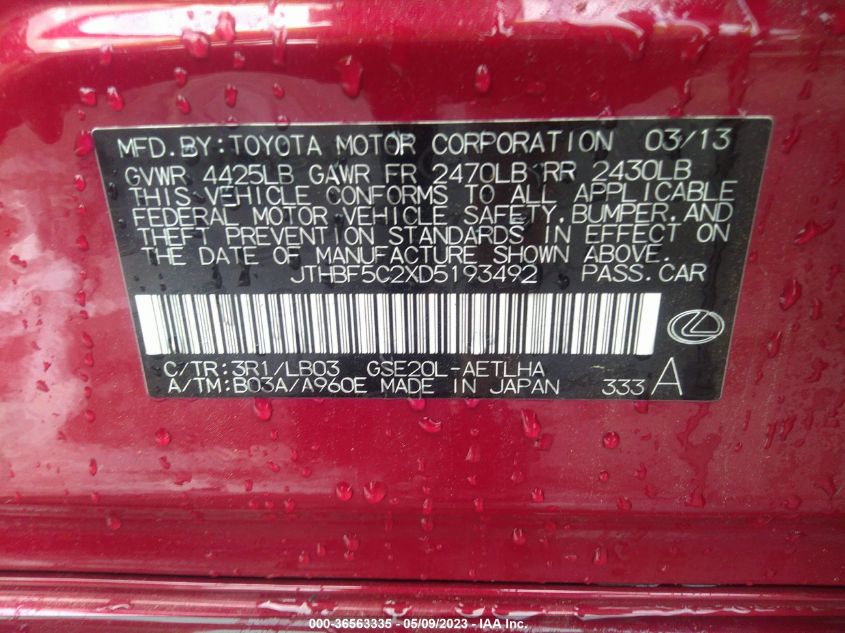 MFD.BY:TOYOTA MOTOR CORPORATION 03/13
GVWR 4425LB GAWR FR 2470LB RR 2430LB
THIS VEHICLE CONFORMS TO ALL APPLICABLE
FEDERAL MOTOR VEHICLE SAFETY,BUMPER,AND
THEFT PREVENTION STANDARDS IN EFFECT ON
THE DATE OF MANUFACTURE SHOWN ABOVE.
JTHBF5C2XD5193492 PASS.CAR
C/TR:3R1/LB03 GSE20L-AETLHA
A/TM:B03A/A960E MADE IN JAPAN 333 A
000-36563335 - 05/09/2023 - IAA Inc.